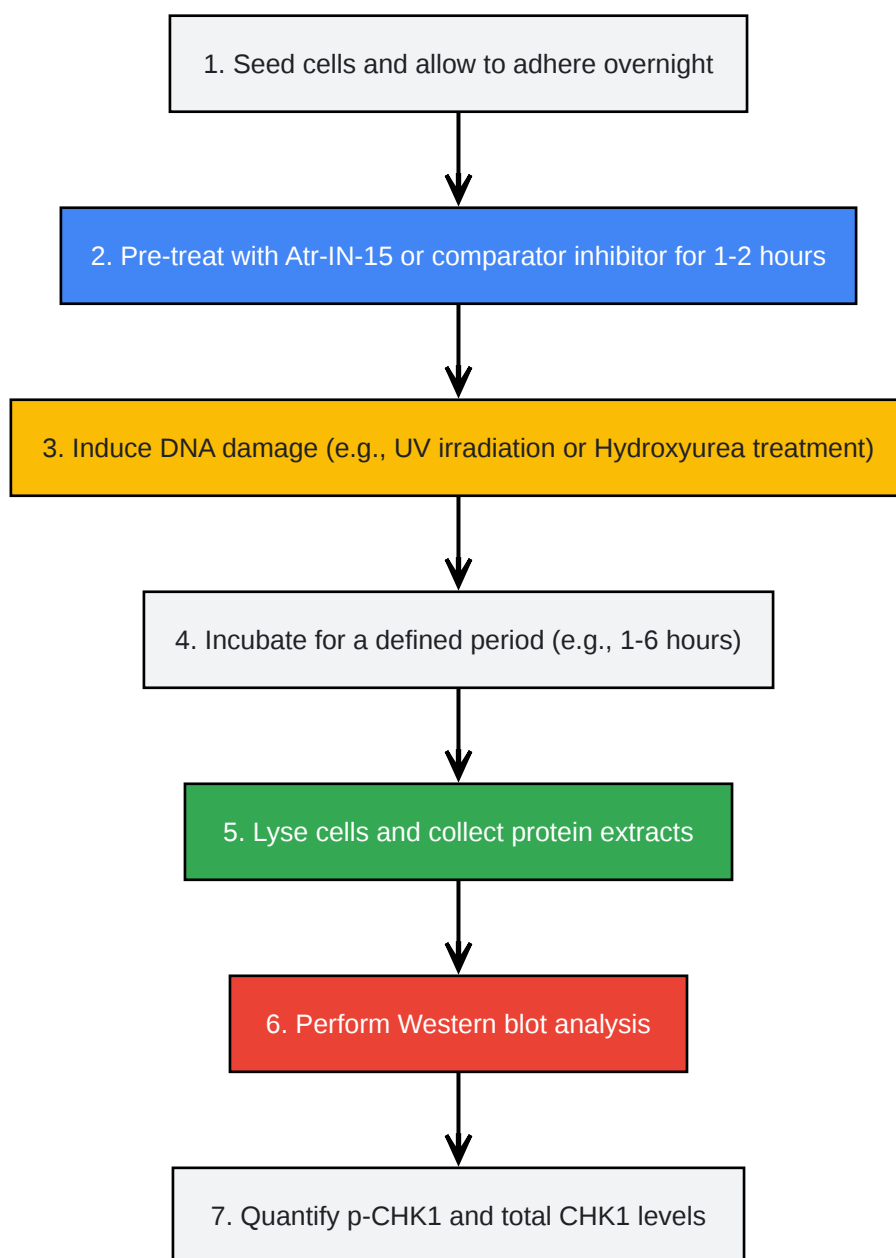 1. Seed cells and allow to adhere overnight
2. Pre-treat with Atr-IN-15 or comparator inhibitor for 1-2 hours
3. Induce DNA damage (e.g., UV irradiation or Hydroxyurea treatment)
4. Incubate for a defined period (e.g., 1-6 hours)
5. Lyse cells and collect protein extracts
6. Perform Western blot analysis
7. Quantify p-CHK1 and total CHK1 levels